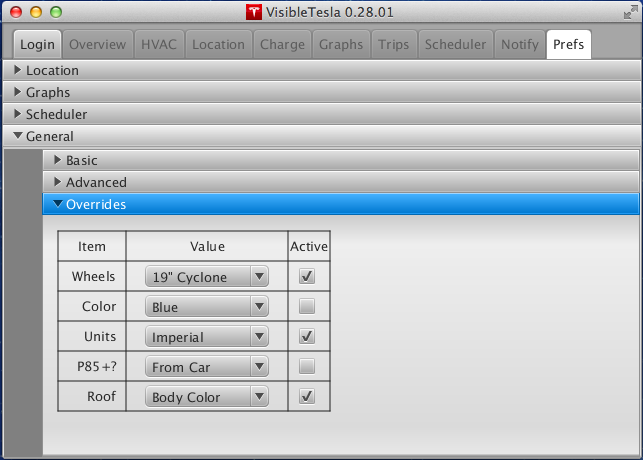 VisibleTesla 0.28.01
Login Overview HVAC Location Charge Graphs Trips Scheduler Notify Prefs
Location
Graphs
Scheduler
General
Basic
Advanced
Overrides
Item Value Active
Wheels 19" Cyclone
Color Blue
Units Imperial
P85+? From Car
Roof Body Color